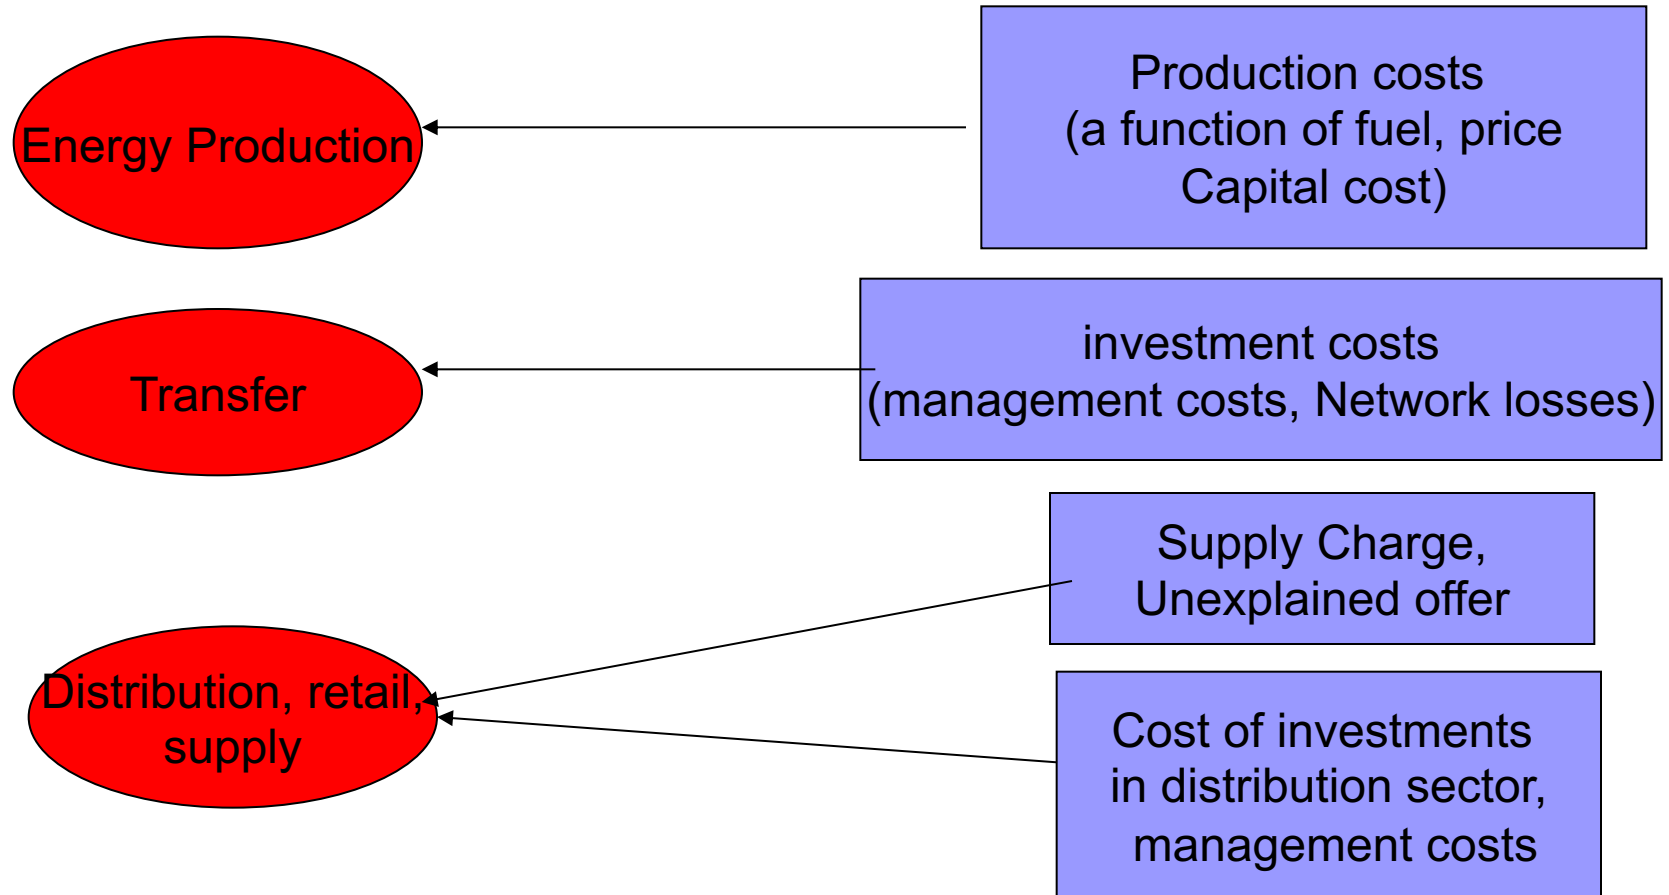 Energy Production
Production costs
(a function of fuel, price
Capital cost)
Transfer
investment costs
(management costs, Network losses)
Distribution, retail,
supply
Supply Charge,
Unexplained offer
Cost of investments
in distribution sector,
management costs